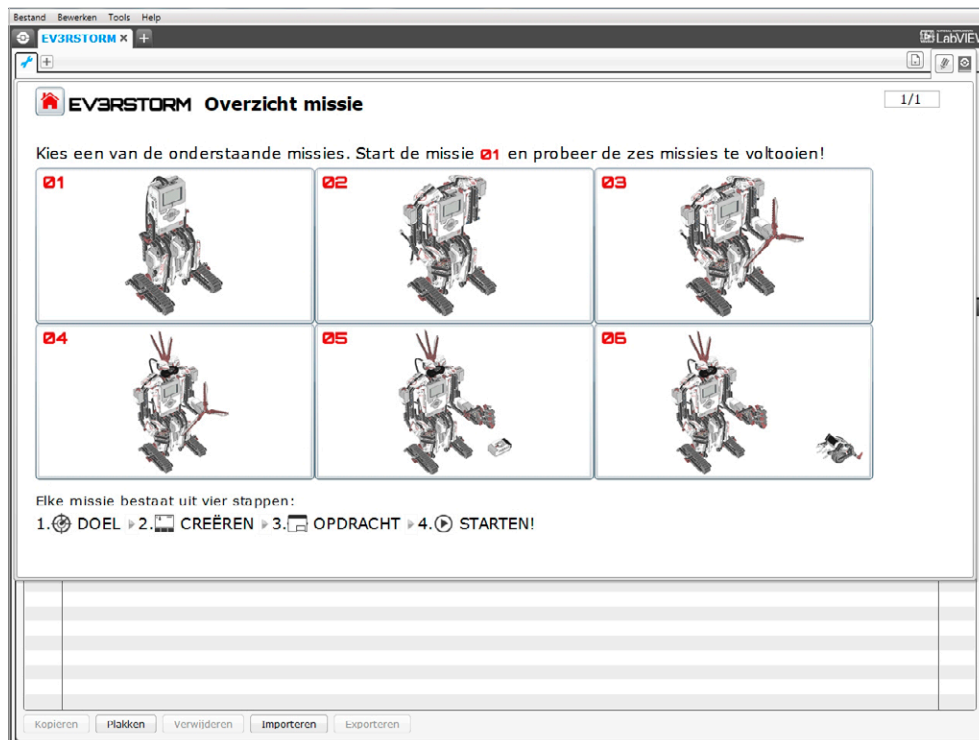 Bestand Bewerken Tools Help
EV3RSTORM × +
LabVIEW
+
EV3RSTORM Overzicht missie
1/1
Kies een van de onderstaande missies. Start de missie 01 en probeer de zes missies te voltooien!
01 02 03
04 05 06
Elke missie bestaat uit vier stappen:
1. DOEL 2. CREËREN 3. OPDRACHT 4. STARTEN!
Kopieren Plakken Verwijderen Importeren Exporteren